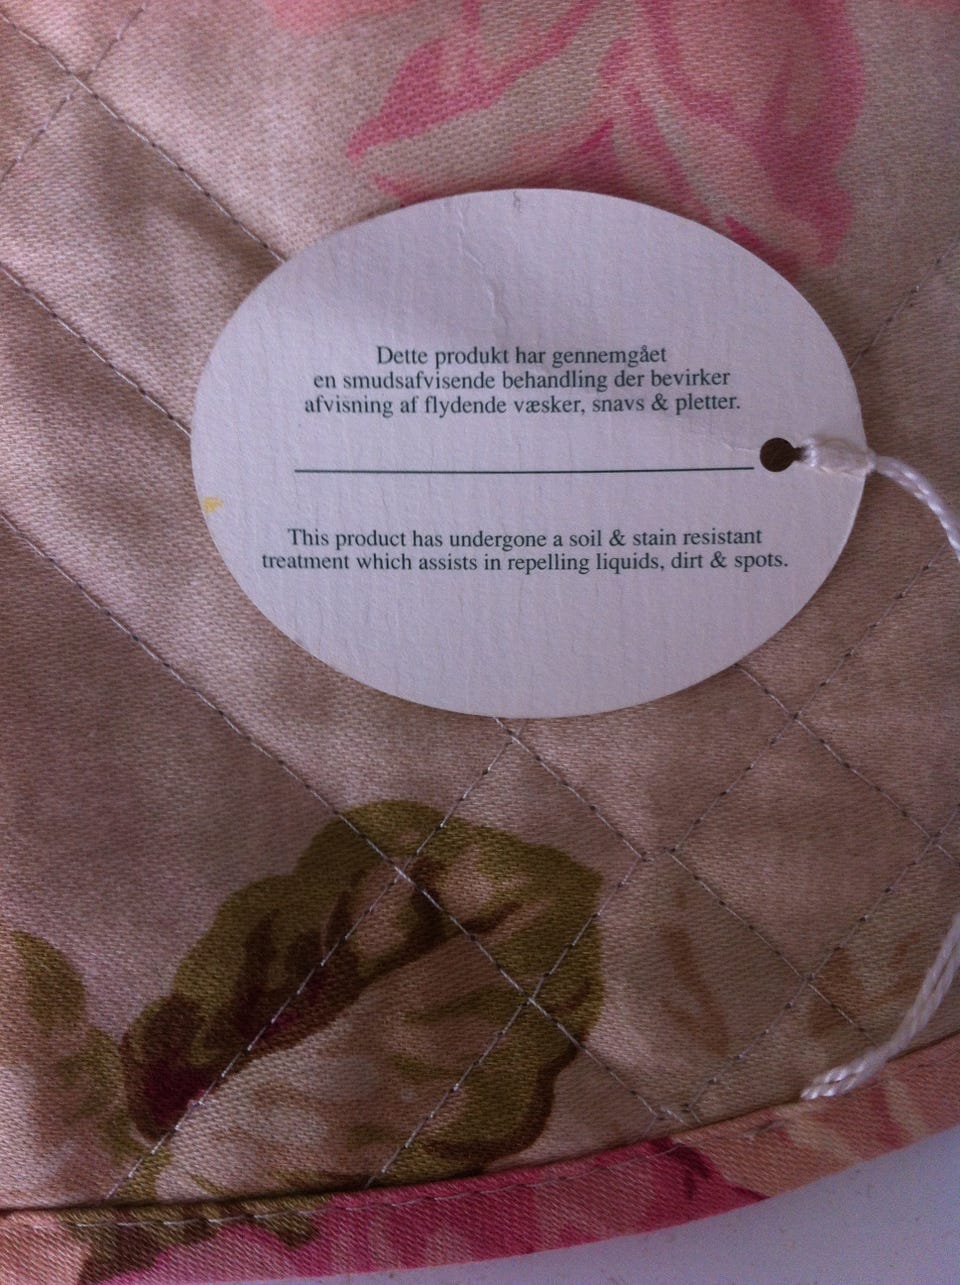 Dette produkt har gennemgået
en smudsafvisende behandling der bevirker
afvisning af flydende væsker, snavs & pletter.
This product has undergone a soil & stain resistant
treatment which assists in repelling liquids, dirt & spots.